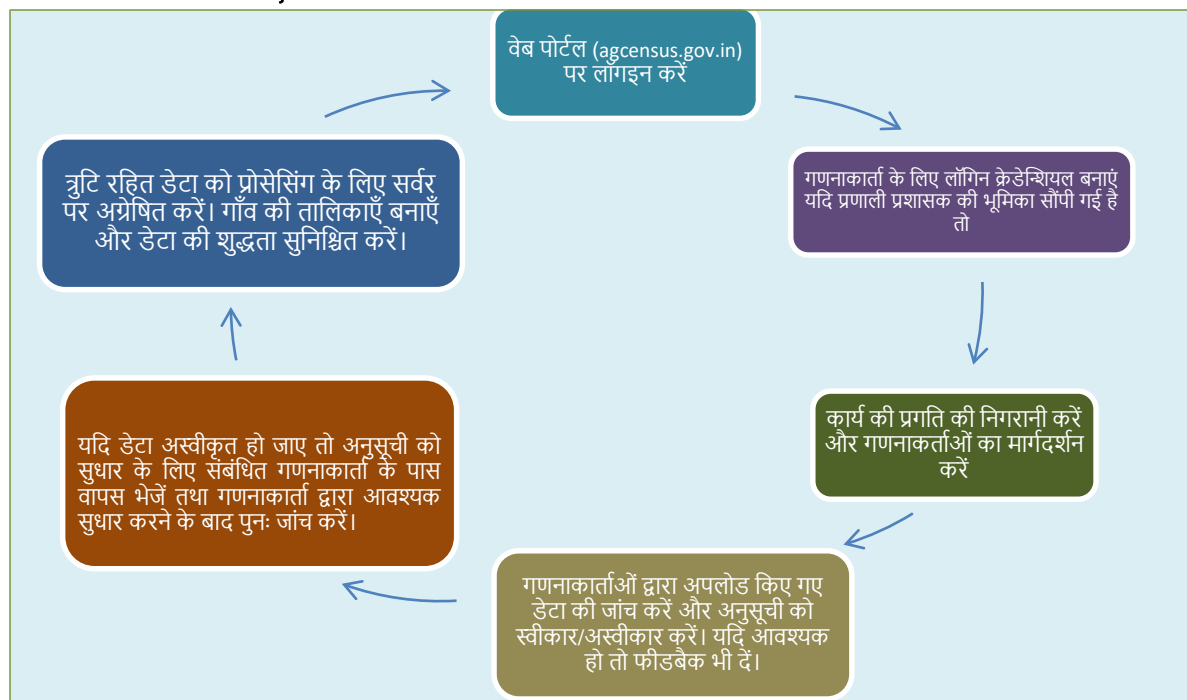 वेब पोर्टल (agcensus.gov.in)
पर लॉगइन करें
गणनाकार्ता के लिए लॉगिन क्रेडेन्शियल बनाएं
यदि प्रणाली प्रशासक की भूमिका सौंपी गई है
तो
कार्य की प्रगति की निगरानी करें
और गणनाकर्ताओं का मार्गदर्शन
करें
गणनाकार्ताओं द्वारा अपलोड किए गए
डेटा की जांच करें और अनुसूची को
स्वीकार/अस्वीकार करें। यदि आवश्यक
हो तो फीडबैक भी दें।
यदि डेटा अस्वीकृत हो जाए तो अनुसूची को
सुधार के लिए संबंधित गणनाकार्ता के पास
वापस भेजें तथा गणनाकार्ता द्वारा आवश्यक
सुधार करने के बाद पुनः जांच करें।
त्रुटि रहित डेटा को प्रोसेसिंग के लिए सर्वर
पर अग्रेषित करें। गाँव की तालिकाएँ बनाएँ
और डेटा की शुद्धता सुनिश्चित करें।